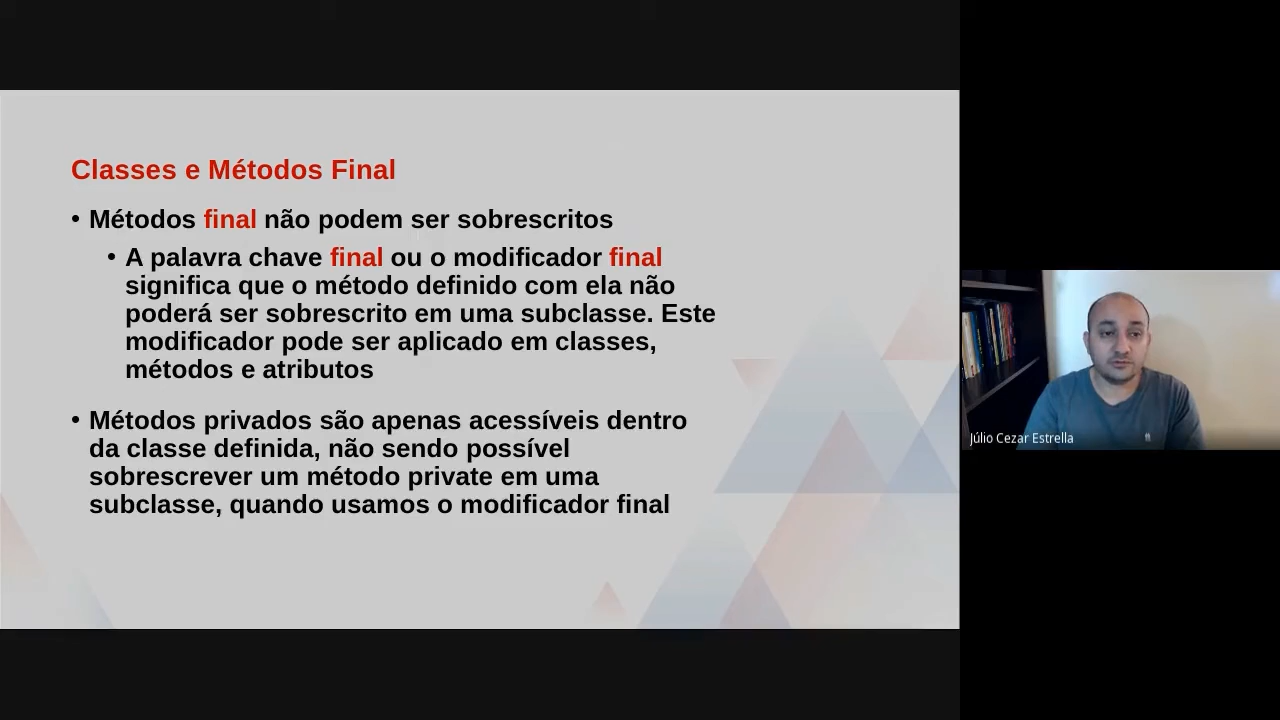 Classes e Métodos Final
• Métodos final não podem ser sobrescritos
• A palavra chave final ou o modificador final
significa que o método definido com ela não
poderá ser sobrescrito em uma subclasse. Este
modificador pode ser aplicado em classes,
métodos e atributos
• Métodos privados são apenas acessíveis dentro
da classe definida, não sendo possível
sobrescrever um método private em uma
subclasse, quando usamos o modificador final
Júlio Cezar Estrella